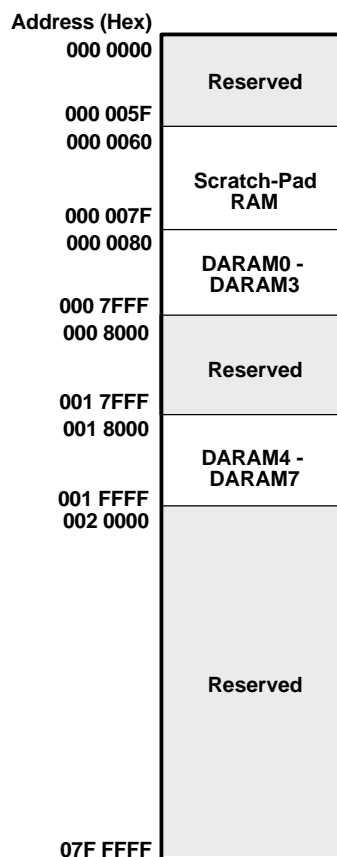 Address (Hex)
000 0000
Reserved
000 005F
000 0060
Scratch-Pad
RAM
000 007F
000 0080
DARAM0 -
DARAM3
000 7FFF
000 8000
Reserved
001 7FFF
001 8000
DARAM4 -
DARAM7
001 FFFF
002 0000
Reserved
07F FFFF